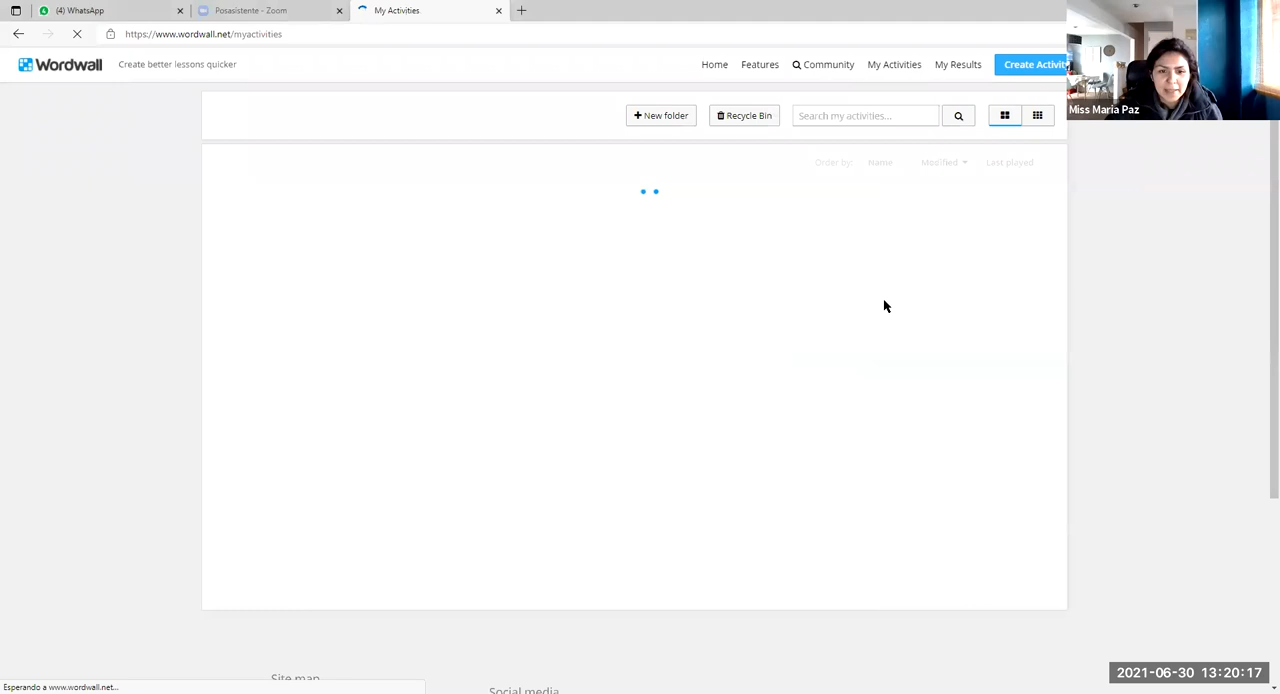 (4) WhatsApp
Posasistente - Zoom
My Activities
https://www.wordwall.net/myactivities
Wordwall
Create better lessons quicker
Home
Features
Community
My Activities
My Results
Create Activit
Miss Maria Paz
New folder
Recycle Bin
Search my activities...
Order by:
Name
Modified
Last played
Site map
Social media
Esperando a www.wordwall.net...
2021-06-30 13:20:17